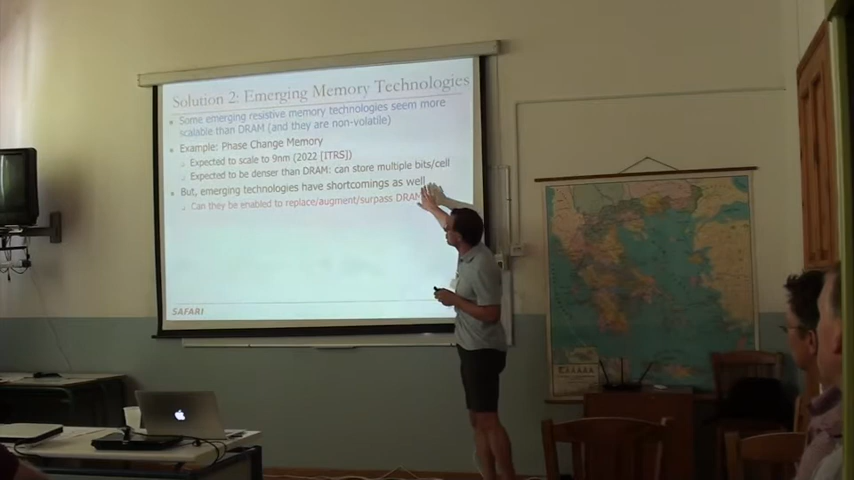 Solution 2: Emerging Memory Technologies
Some emerging resistive memory technologies seem more
scalable than DRAM (and they are non-volatile)
Example: Phase Change Memory
Expected to scale to 9nm (2022 [ITRS])
Expected to be denser than DRAM: can store multiple bits/cell
But, emerging technologies have shortcomings as well
Can they be enabled to replace/augment/surpass DRAM
SAFARI